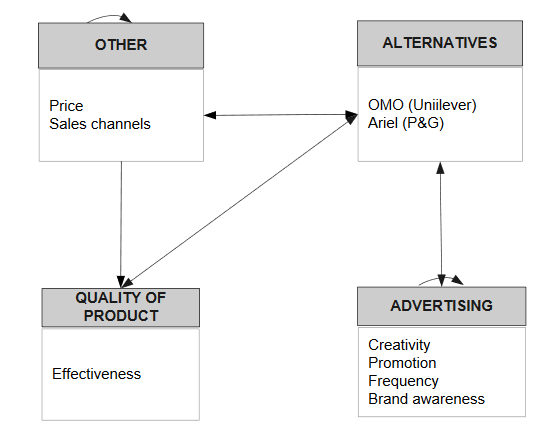 OTHER
Price
Sales channels
ALTERNATIVES
OMO (Uniilever)
Ariel (P&G)
QUALITY OF
PRODUCT
Effectiveness
ADVERTISING
Creativity
Promotion
Frequency
Brand awareness